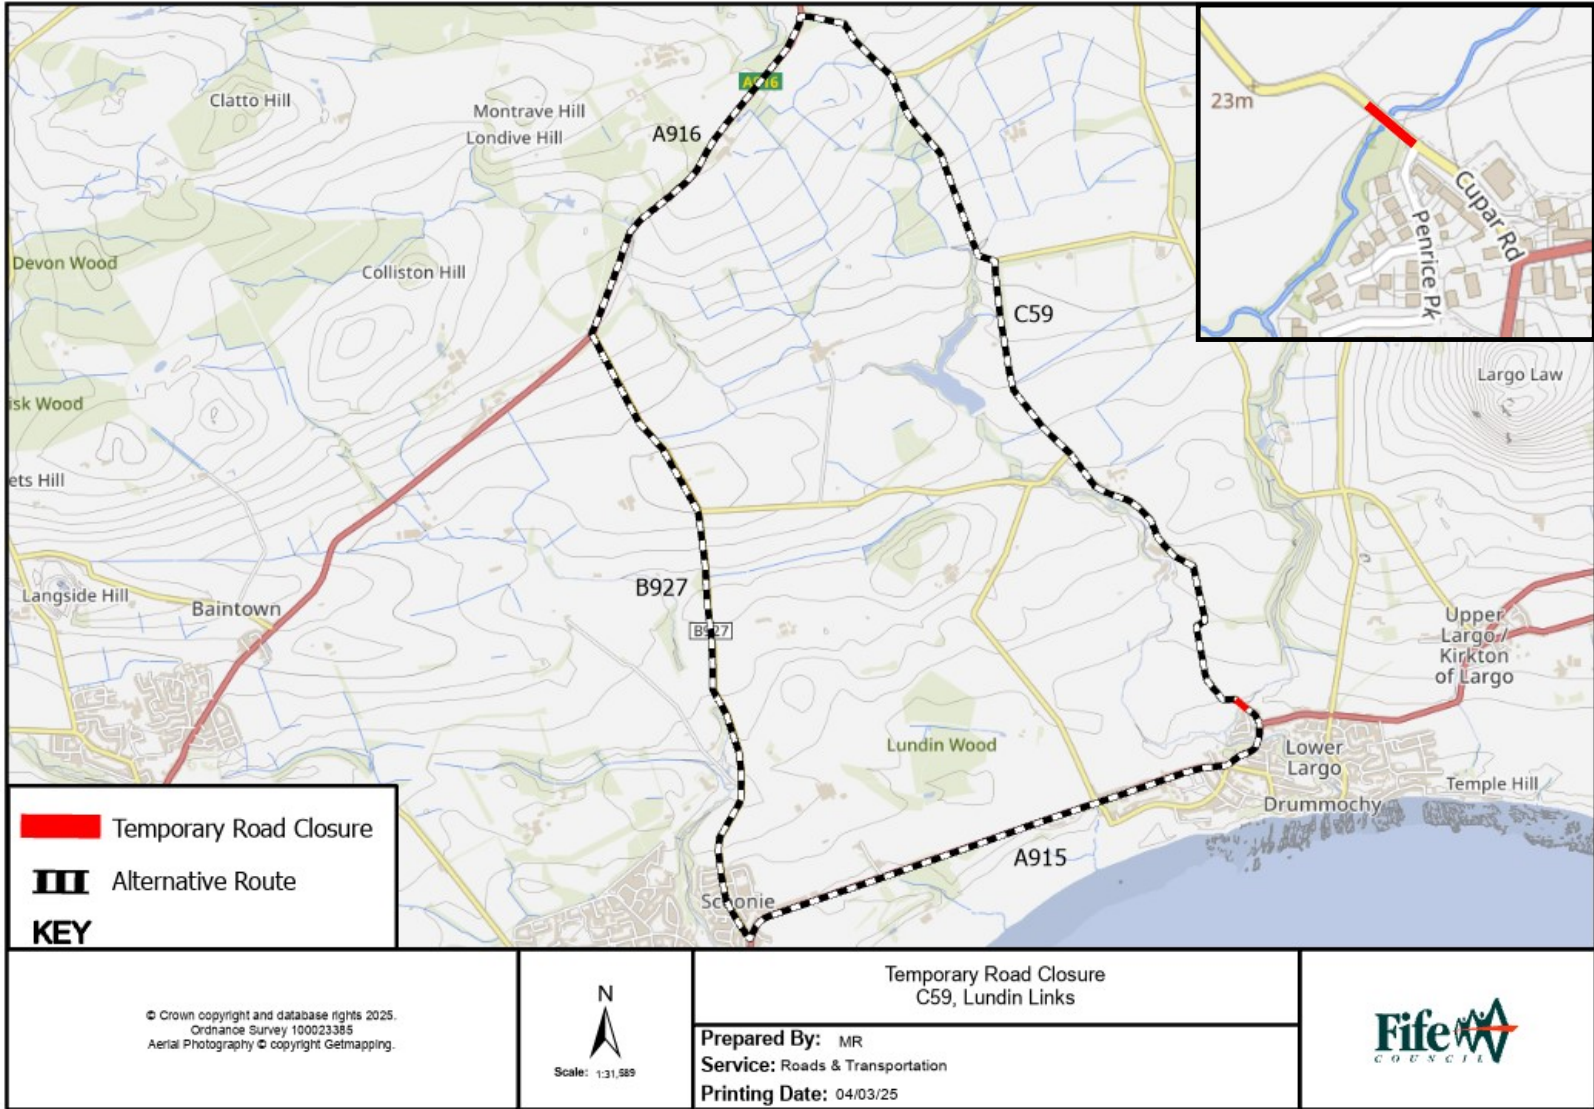 Clatto Hill
Montrave Hill
Londive Hill
A916
A916
Devon Wood
Colliston Hill
isk Wood
ets Hill
Langside Hill
Baintown
B927
B927
C59
Lundin Wood
Scoonie
A915
Lower
Largo
Drummochy
Temple Hill
Upper
Largo /
Kirkton
of Largo
Largo Law
23m
Cupar Rd
Penrice Pk
Temporary Road Closure
Alternative Route
KEY
© Crown copyright and database rights 2025.
Ordnance Survey 100023385
Aerial Photography © copyright Getmapping.
N
Scale: 1:31,589
Temporary Road Closure
C59, Lundin Links
Prepared By: MR
Service: Roads & Transportation
Printing Date: 04/03/25
Fife
COUNCIL